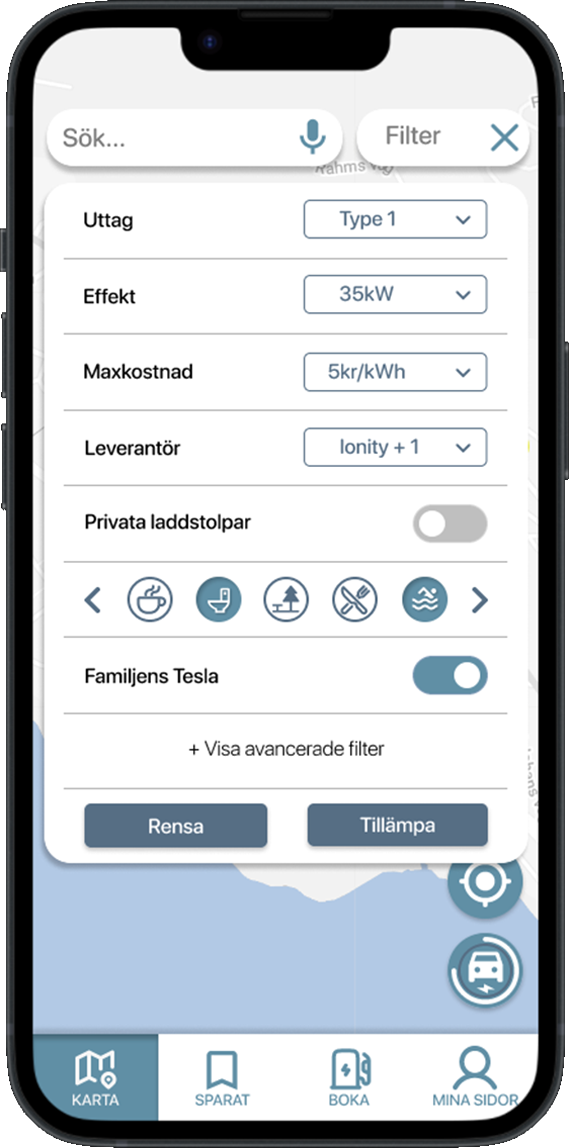 Sök...
Filter
Rahms väg
Uttag
Type 1
Effekt
35kW
Maxkostnad
5kr/kWh
Leverantör
Ionity + 1
Privata laddstolpar
Familjens Tesla
+ Visa avancerade filter
Rensa
Tillämpa
KARTA
SPARAT
BOKA
MINA SIDOR